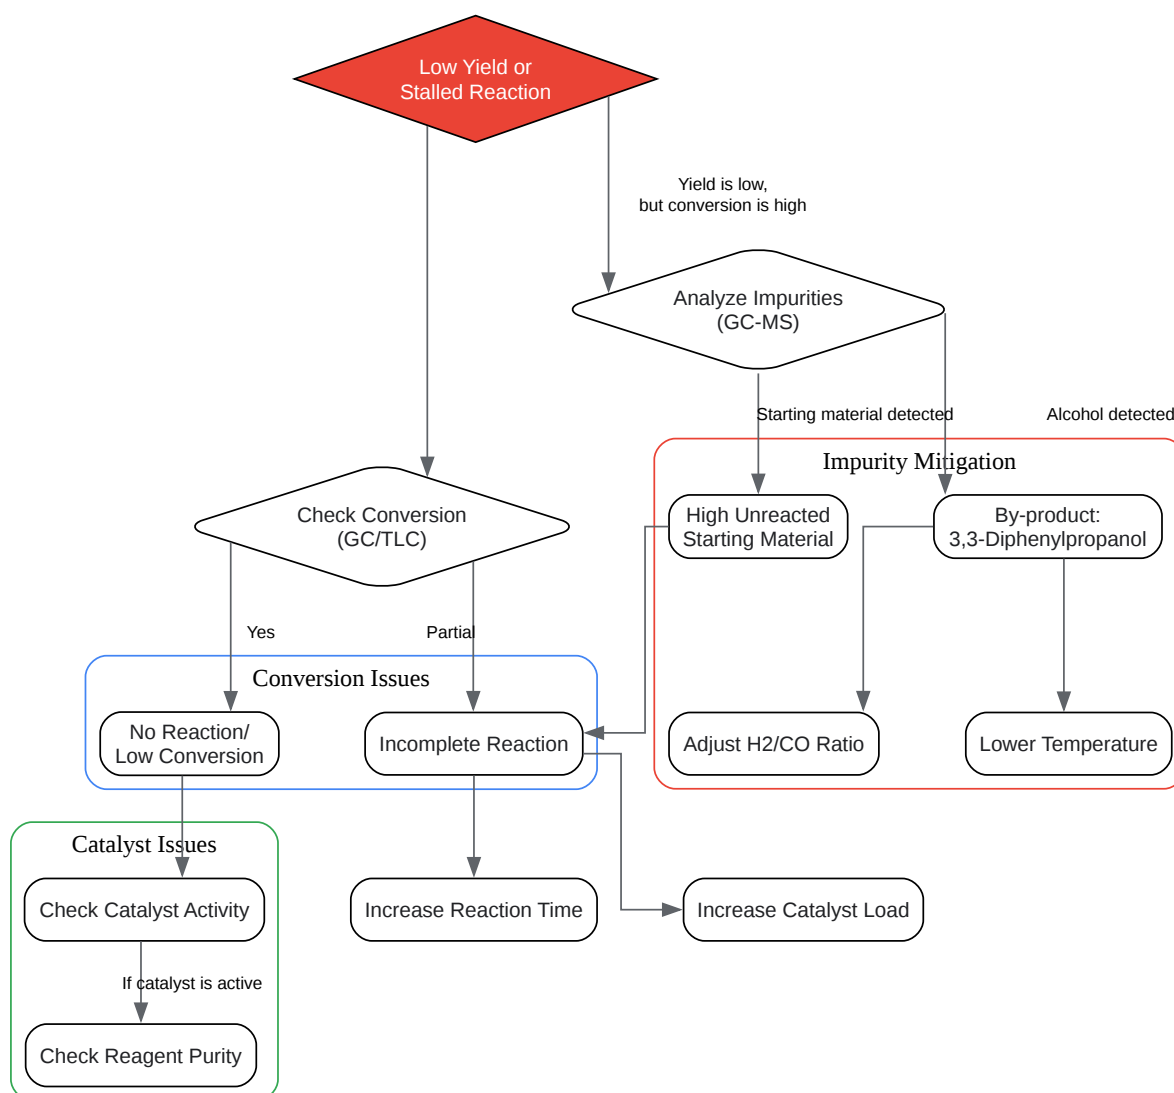 Low Yield or
Stalled Reaction
Yield is low,
but conversion is high
Analyze Impurities
(GC-MS)
Starting material detected
Alcohol detected
Impurity Mitigation
High Unreacted
Starting Material
By-product:
3,3-Diphenylpropanol
Check Conversion
(GC/TLC)
Yes
Partial
Conversion Issues
No Reaction/
Low Conversion
Incomplete Reaction
Adjust H2/CO Ratio
Lower Temperature
Catalyst Issues
Check Catalyst Activity
Increase Reaction Time
Increase Catalyst Load
If catalyst is active
Check Reagent Purity